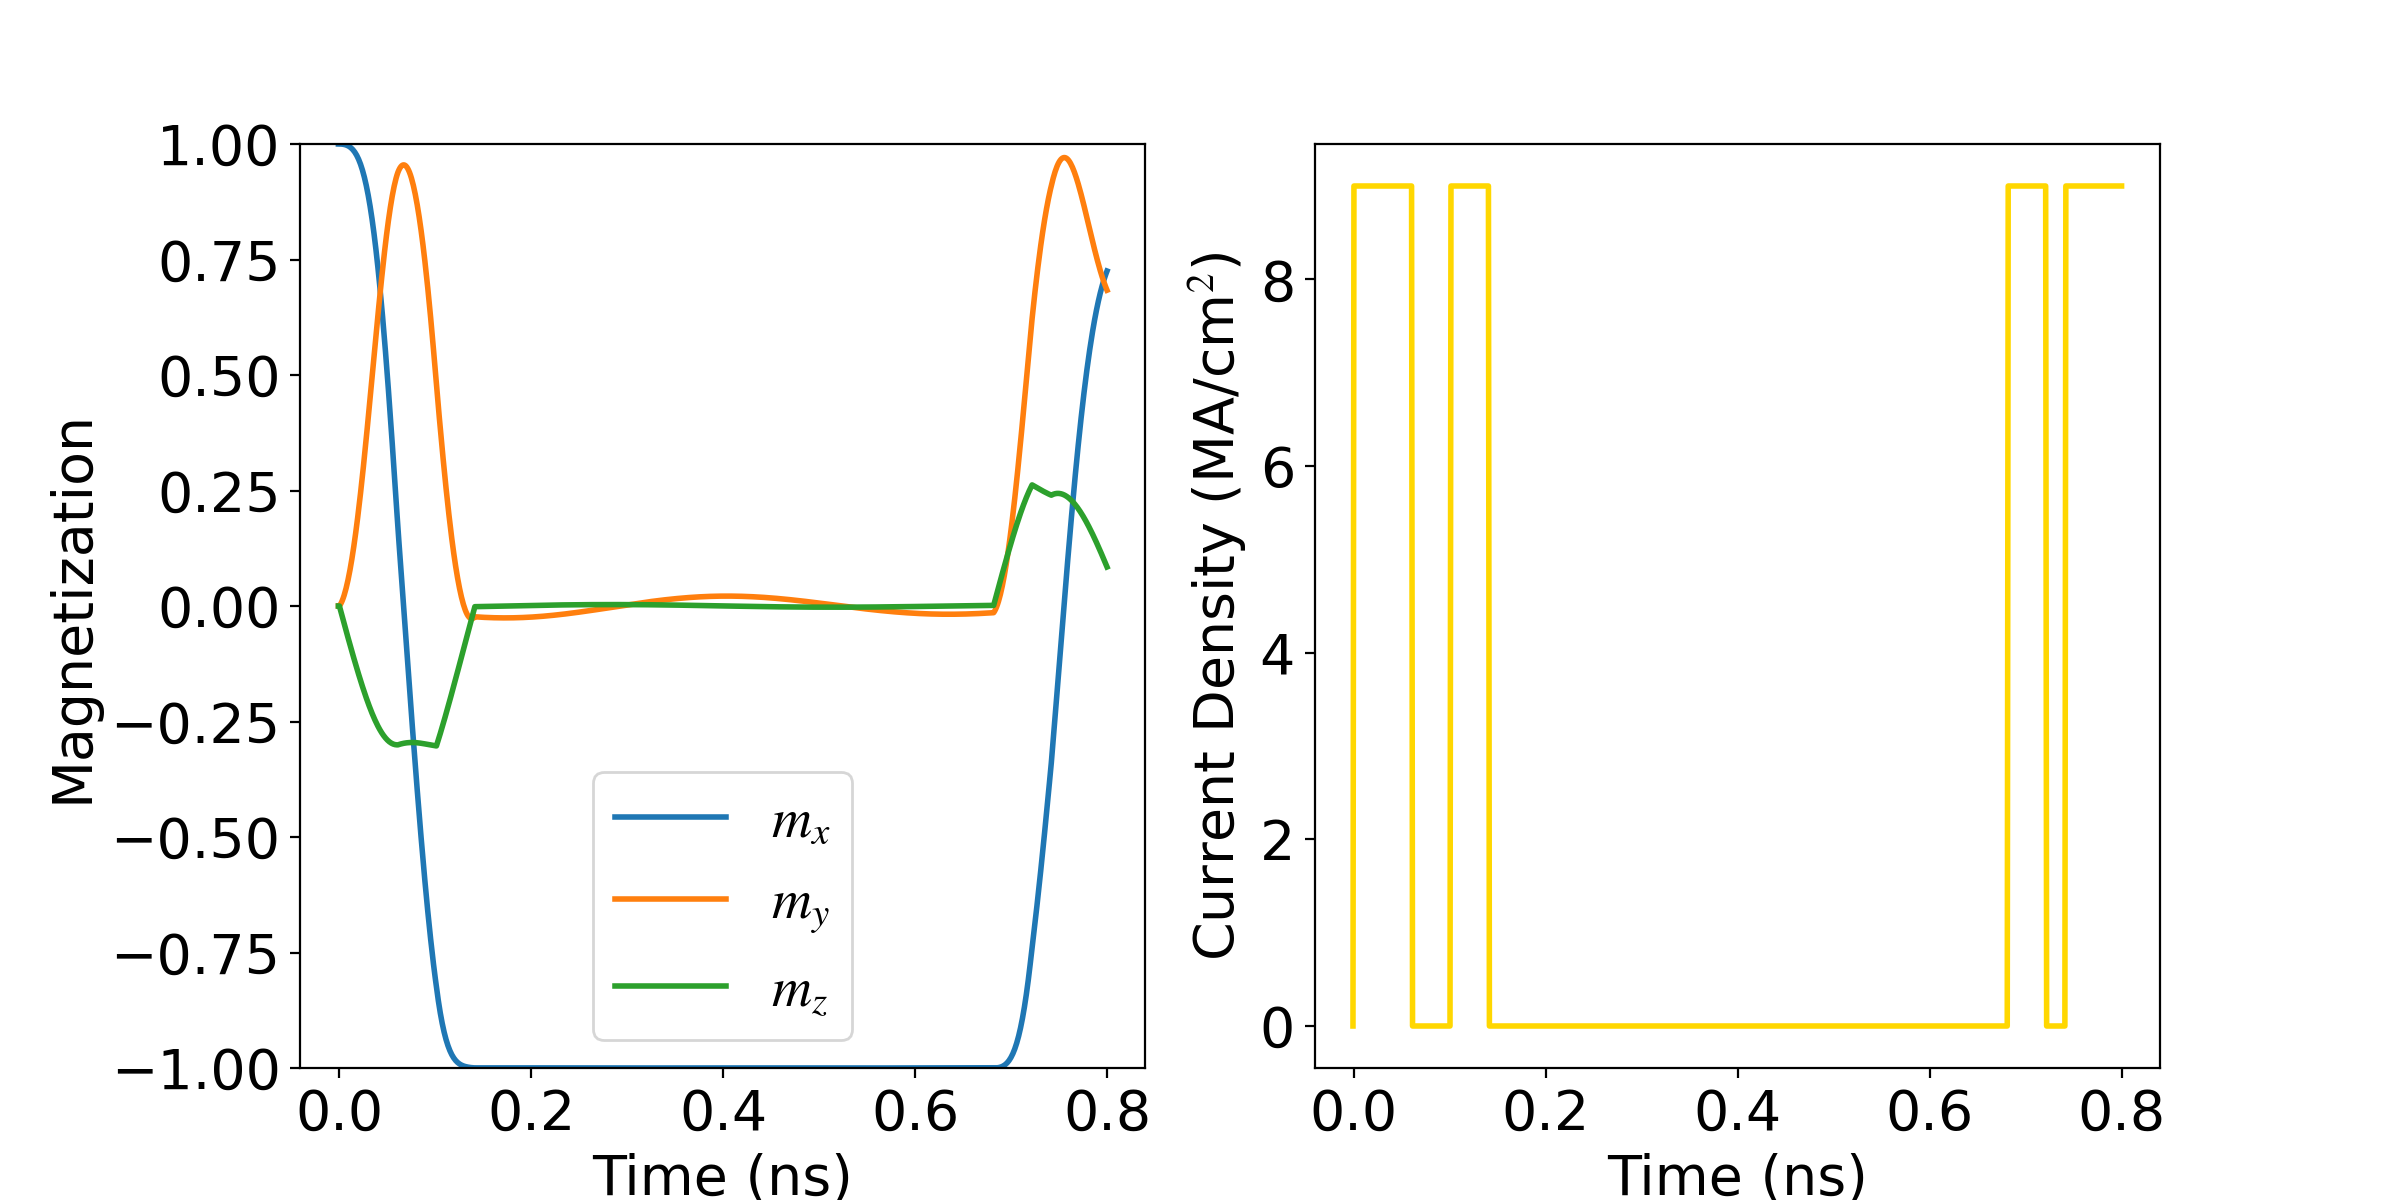 1.00
0.75
0.50
0.25
0.00
−0.25
−0.50
−0.75
−1.00
Magnetization
m_x
m_y
m_z
0.0 0.2 0.4 0.6 0.8
Time (ns)
8
6
4
2
0
Current Density (MA/cm²)
0.0 0.2 0.4 0.6 0.8
Time (ns)